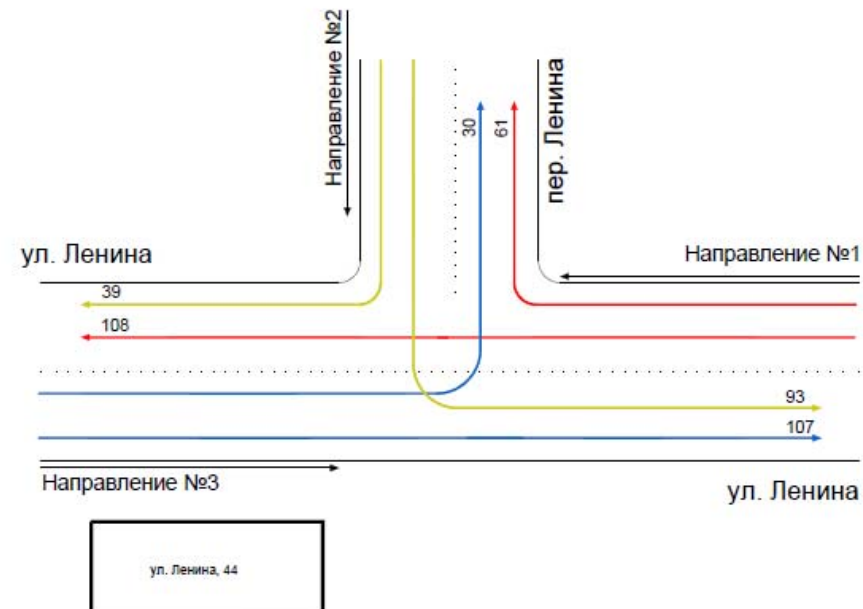 Направление №2
пер. Ленина
30
61
ул. Ленина
Направление №1
39
108
93
107
Направление №3
ул. Ленина
ул. Ленина, 44